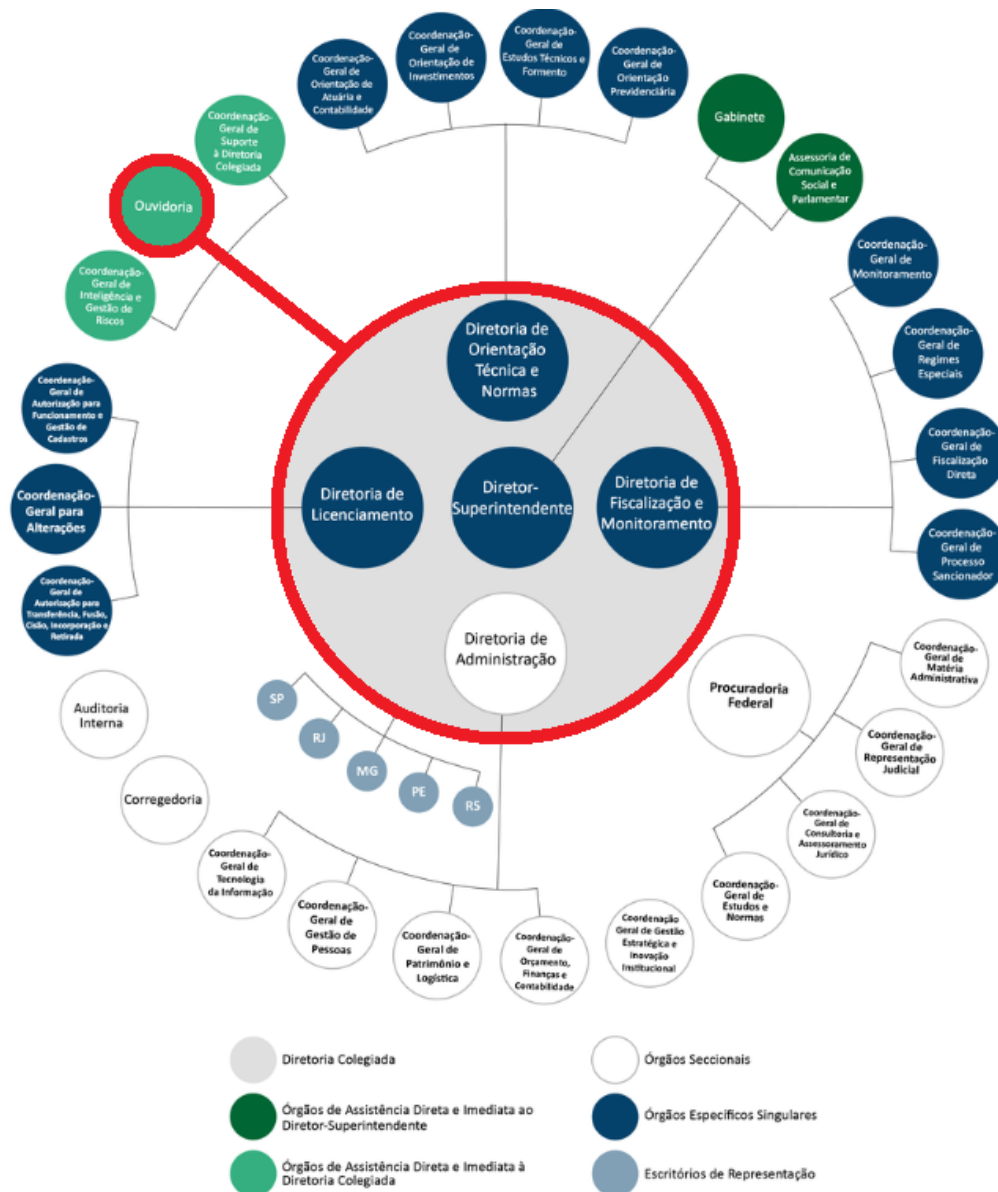 Coordenação-
Geral de
Orientação de
Atuária e
Contabilidade
Coordenação-
Geral de
Orientação de
Investimentos
Coordenação-
Geral de
Estudos Técnicos e
Formento
Coordenação-
Geral de
Orientação
Previdenciária
Gabinete
Assessoria de
Comunicação
Social e
Parlamentar
Coordenação-
Geral de
Suporte
à Diretoria
Colegiada
Ouvidoria
Coordenação-
Geral de
Inteligência e
Gestão de
Riscos
Coordenação-
Geral de
Monitoramento
Coordenação-
Geral de
Regimes
Especiais
Coordenação-
Geral de
Fiscalização
Direta
Coordenação-
Geral de
Processo
Sancionador
Diretoria de
Orientação
Técnica e
Normas
Coordenação-
Geral de
Autorização para
Funcionamento e
Gestão de
Cadastros
Coordenação-
Geral para
Alterações
Coordenação-
Geral de
Autorização para
Transferência, Fusão,
Cisão, Incorporação e
Retirada
Diretoria de
Licenciamento
Diretor-
Superintendente
Diretoria de
Fiscalização e
Monitoramento
Diretoria de
Administração
Auditoria
Interna
Corregedoria
SP
RJ
MG
PE
RS
Procuradoria
Federal
Coordenação-
Geral de
Matéria
Administrativa
Coordenação-
Geral de
Representação
Judicial
Coordenação-
Geral de
Consultoria e
Assessoramento
Jurídico
Coordenação-
Geral de
Estudos e
Normas
Coordenação-
Geral de
Tecnologia
da Informação
Coordenação-
Geral de
Gestão de
Pessoas
Coordenação-
Geral de
Patrimônio e
Logística
Coordenação-
Geral de
Orçamento,
Finanças e
Contabilidade
Coordenação
Geral de Gestão
Estratégica e
Inovação
Institucional
Diretoria Colegiada
Órgãos de Assistência Direta e Imediata ao
Diretor-Superintendente
Órgãos de Assistência Direta e Imediata à
Diretoria Colegiada
Órgãos Seccionais
Órgãos Específicos Singulares
Escritórios de Representação